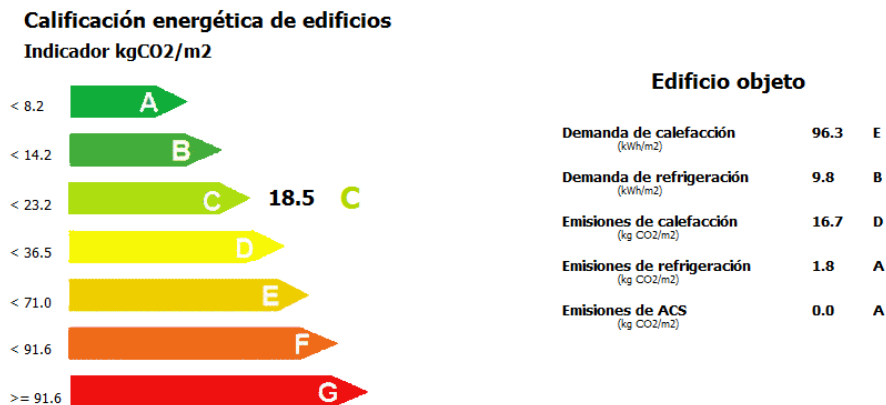 Calificación energética de edificios
Indicador kgCO2/m2
< 8.2 A
< 14.2 B
< 23.2 C 18.5 C
< 36.5 D
< 71.0 E
< 91.6 F
>= 91.6 G
Edificio objeto
Demanda de calefacción 96.3 E
(kWh/m2)
Demanda de refrigeración 9.8 B
(kWh/m2)
Emisiones de calefacción 16.7 D
(kg CO2/m2)
Emisiones de refrigeración 1.8 A
(kg CO2/m2)
Emisiones de ACS 0.0 A
(kg CO2/m2)